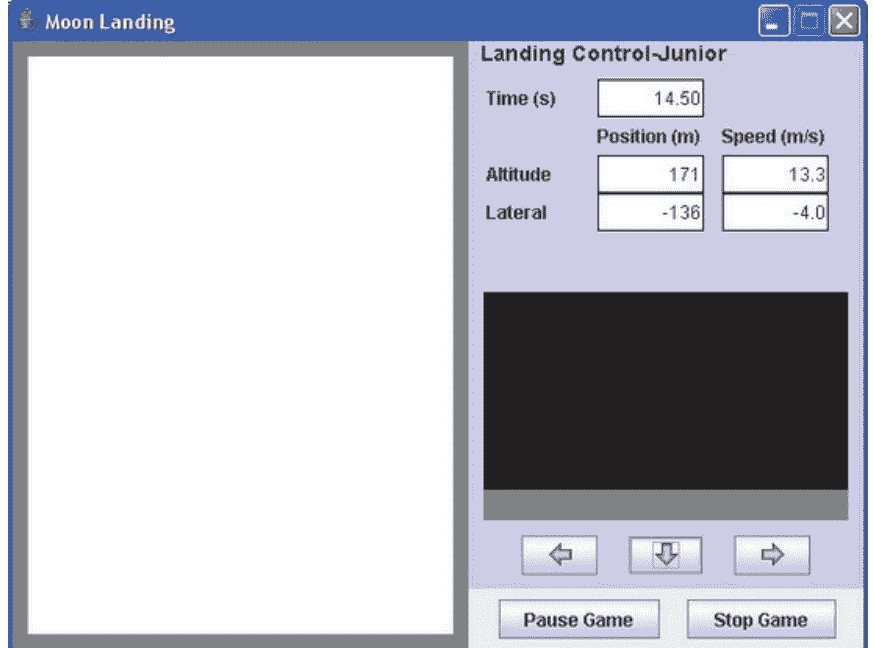 Moon Landing
Landing Control-Junior
Time (s) 14.50
Position (m) Speed (m/s)
Altitude 171 13.3
Lateral -136 -4.0
Pause Game Stop Game